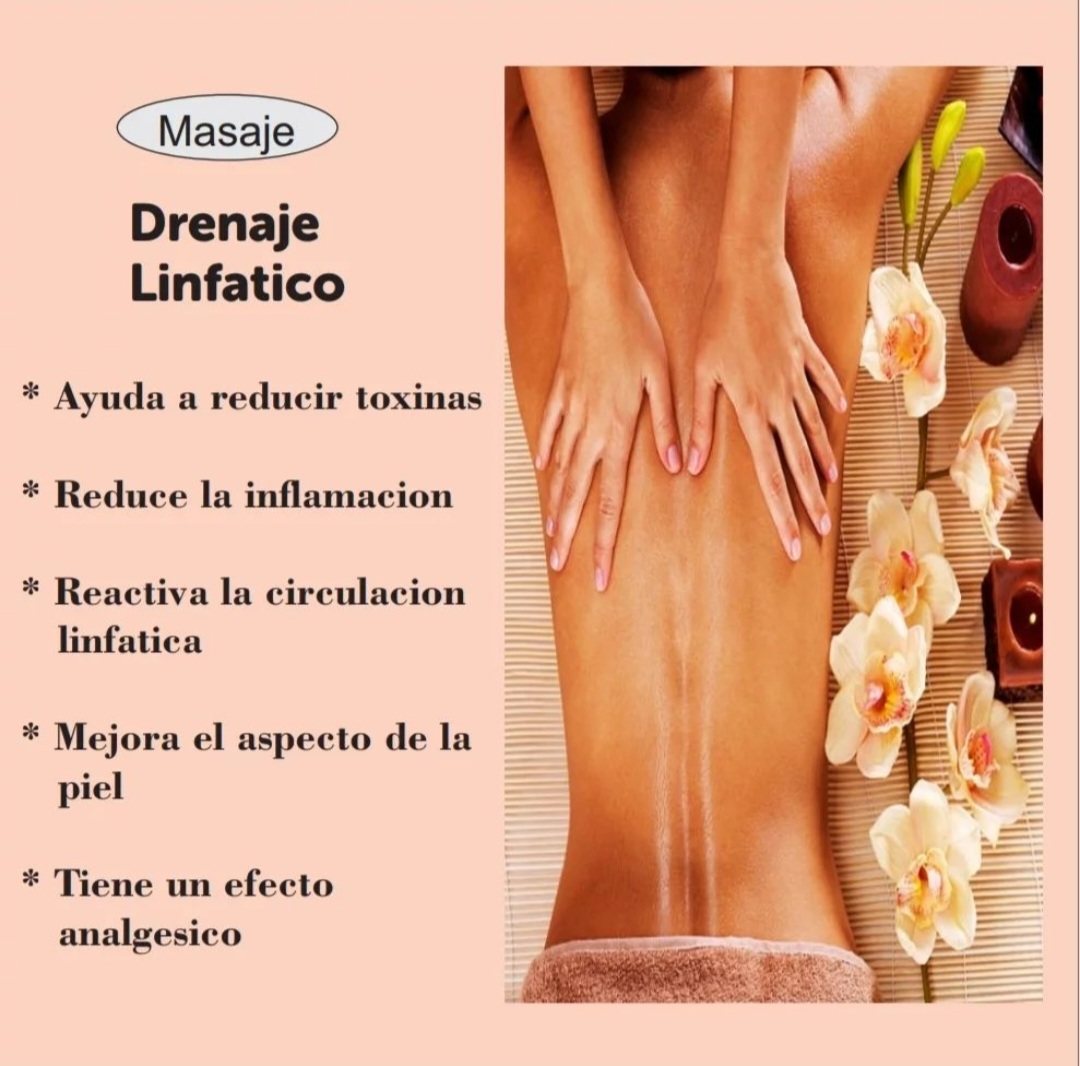 Masaje
Drenaje
Linfatico
* Ayuda a reducir toxinas
* Reduce la inflamacion
* Reactiva la circulacion
linfatica
* Mejora el aspecto de la
piel
* Tiene un efecto
analgesico